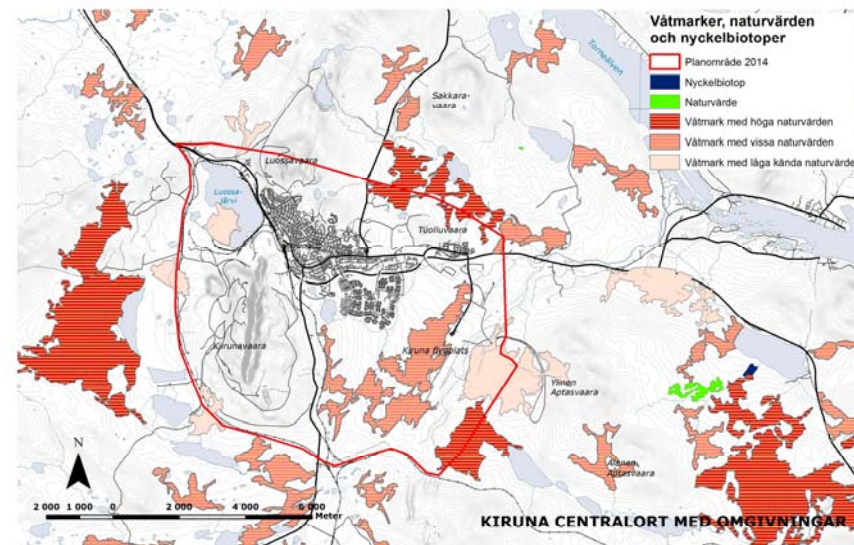 Våtmarker, naturvärden
och nyckelbiotoper
Planområde 2014
Nyckelbiotop
Naturvärde
Våtmark med höga naturvärden
Våtmark med vissa naturvärden
Våtmark med låga kända naturvärde
Torneälven
Sakkara-
vaara
Luossavaara
Luossa-
järvi
Tuolluvaara
Kiirunavaara
Kiruna flygplats
Ylinen
Aptasvaara
Alanen
Aptasvaara
N
2 000 1 000 0 2 000 4 000 6 000
Meter
KIRUNA CENTRALORT MED OMGIVNINGAR